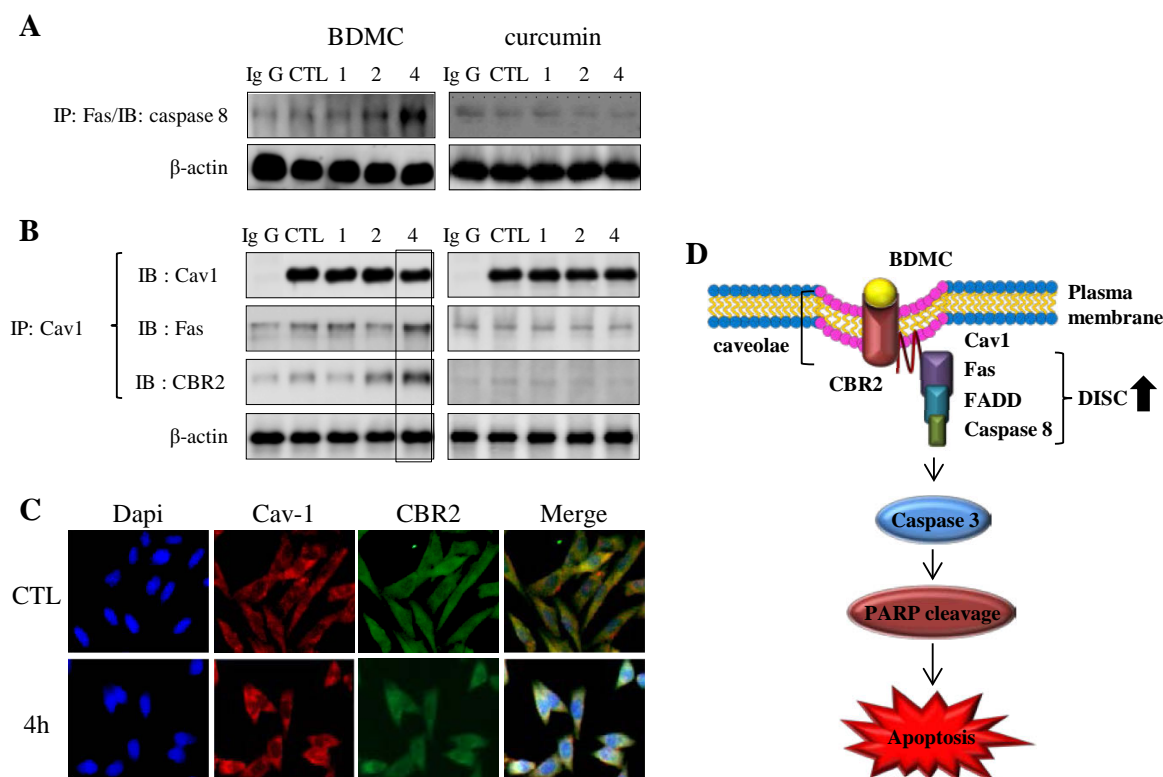 A
BDMC curcumin
Ig G CTL 1 2 4 Ig G CTL 1 2 4
IP: Fas/IB: caspase 8
β-actin
B
Ig G CTL 1 2 4 Ig G CTL 1 2 4
IP: Cav1
IB : Cav1
IB : Fas
IB : CBR2
β-actin
C
Dapi Cav-1 CBR2 Merge
CTL
4h
D
BDMC
Plasma
membrane
caveolae
CBR2
Cav1
Fas
FADD
Caspase 8
DISC
Caspase 3
PARP cleavage
Apoptosis